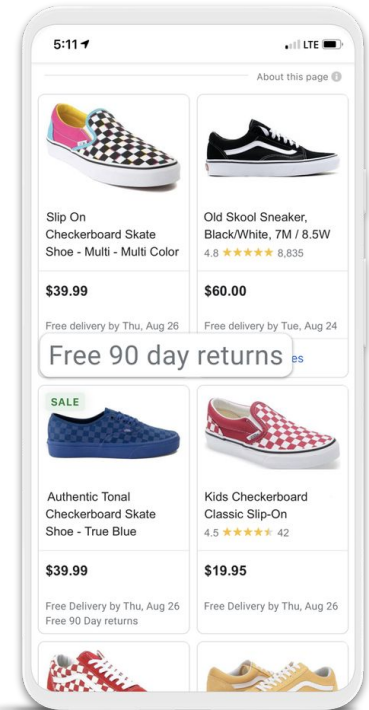 5:11
LTE
About this page
Slip On
Checkerboard Skate
Shoe - Multi - Multi Color
$39.99
Free delivery by Thu, Aug 26
Old Skool Sneaker,
Black/White, 7M / 8.5W
4.8 ★★★★★ 8,835
$60.00
Free delivery by Tue, Aug 24
Free 90 day returns
SALE
Authentic Tonal
Checkerboard Skate
Shoe - True Blue
$39.99
Free Delivery by Thu, Aug 26
Free 90 Day returns
Kids Checkerboard
Classic Slip-On
4.5 ★★★★★ 42
$19.95
Free Delivery by Thu, Aug 26